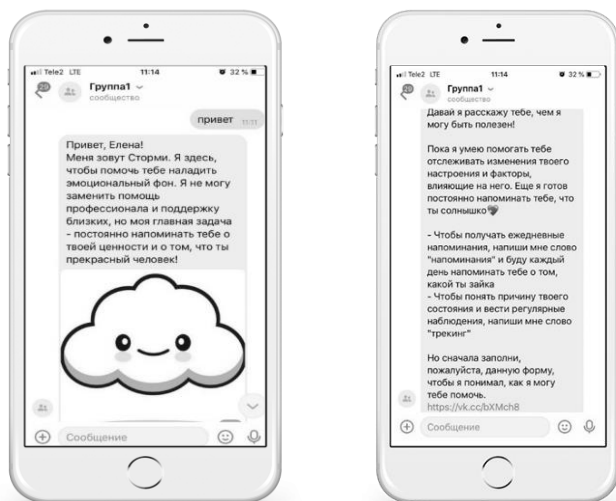 Tele2 LTE 11:14 32 %
29
Группа1
сообщество
привет 11:11
Привет, Елена!
Меня зовут Сторми. Я здесь,
чтобы помочь тебе наладить
эмоциональный фон. Я не могу
заменить помощь
профессионала и поддержку
близких, но моя главная задача
- постоянно напоминать тебе о
твоей ценности и о том, что ты
прекрасный человек!
Сообщение
Tele2 LTE 11:14 32 %
29
Группа1
сообщество
Давай я расскажу тебе, чем я
могу быть полезен!
Пока я умею помогать тебе
отслеживать изменения твоего
настроения и факторы,
влияющие на него. Еще я готов
постоянно напоминать тебе, что
ты солнышко
- Чтобы получать ежедневные
напоминания, напиши мне слово
"напоминания" и буду каждый
день напоминать тебе о том,
какой ты зайка
- Чтобы понять причину твоего
состояния и вести регулярные
наблюдения, напиши мне слово
"трекинг"
Но сначала заполни,
пожалуйста, данную форму,
чтобы я понимал, как я могу
тебе помочь.
https://vk.cc/bXMch8
Сообщение